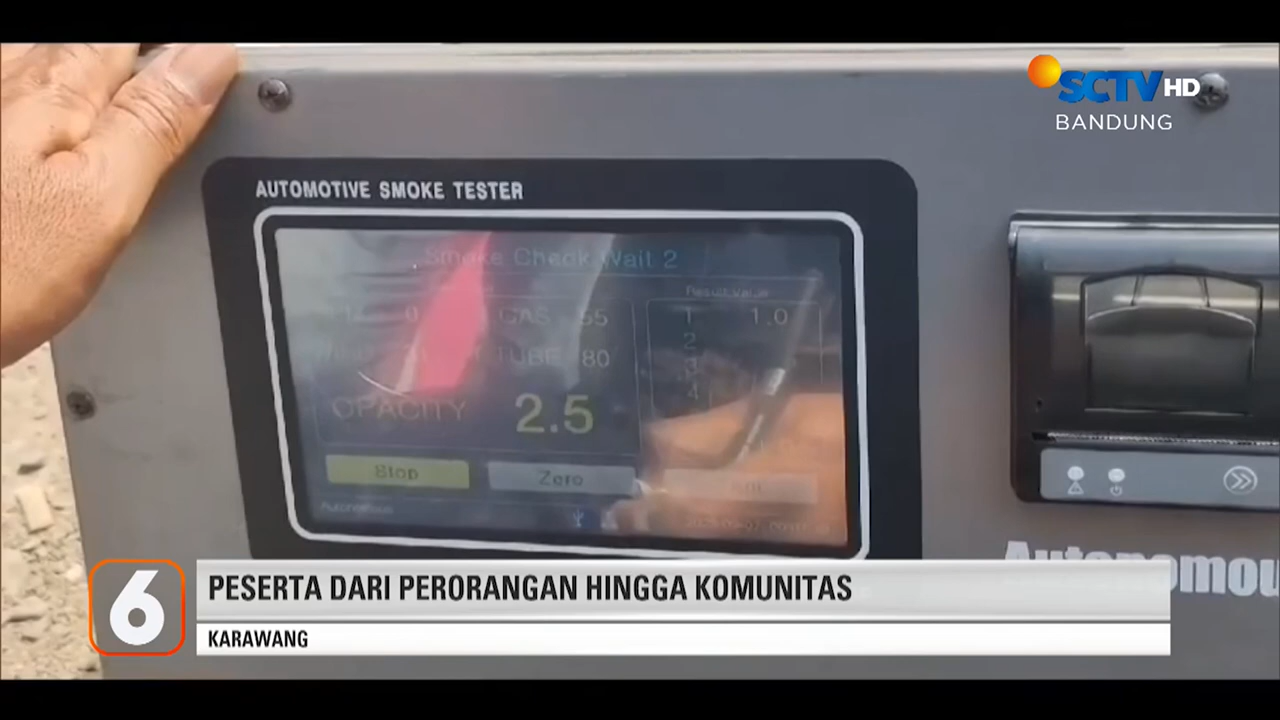 SCTV HD
BANDUNG
AUTOMOTIVE SMOKE TESTER
Smoke Check Wait 2
Result Value
GAS 55
1 1.0
TUBE 80
2
3
4
OPACITY 2.5
Stop
Zero
6
PESERTA DARI PERORANGAN HINGGA KOMUNITAS
KARAWANG